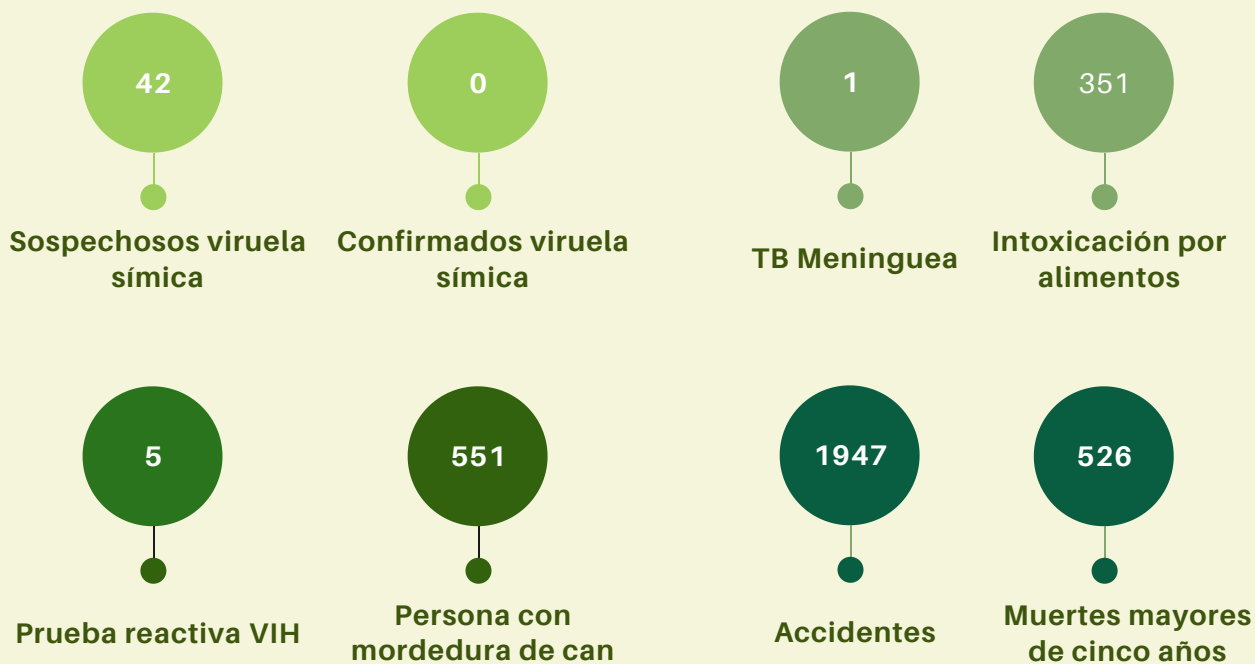 42
0
1
351
Sospechosos viruela
símica
Confirmados viruela
símica
TB Meninguea
Intoxicación por
alimentos
5
551
1947
526
Prueba reactiva VIH
Persona con
mordedura de can
Accidentes
Muertes mayores
de cinco años